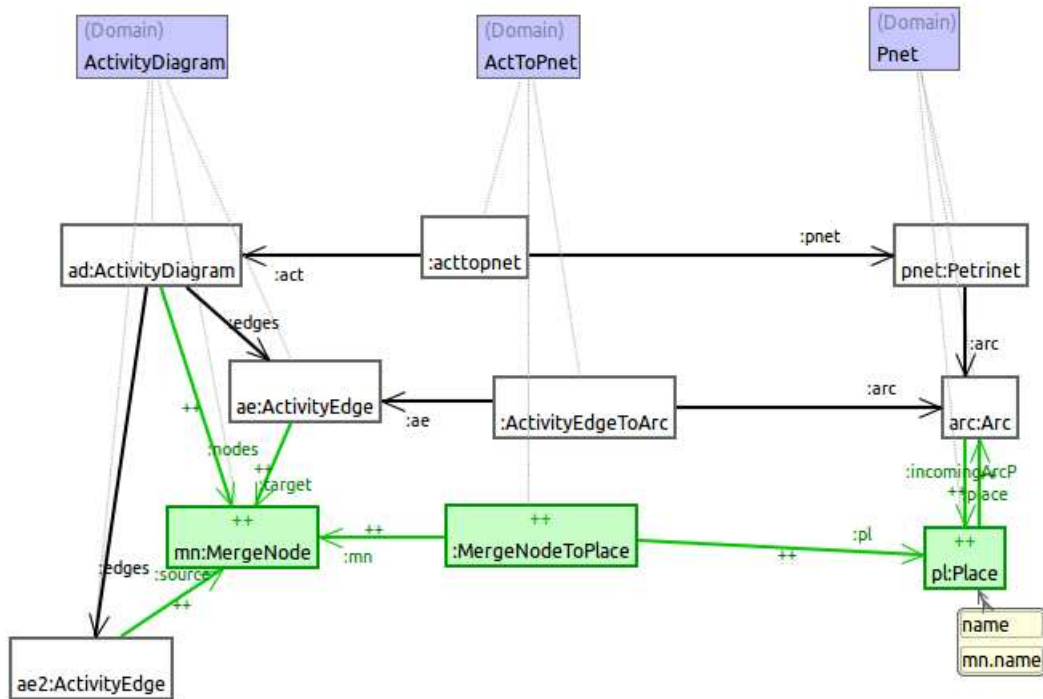 (Domain)
ActivityDiagram
(Domain)
ActToPnet
(Domain)
Pnet
:pnet
ad:ActivityDiagram
:act
:acttopnet
pnet:Petrinet
:edges
:arc
ae:ActivityEdge
:ae
:ActivityEdgeToArc
:arc
arc:Arc
++
:nodes
++
:target
:incomingArcP
++
++
:place
++
mn:MergeNode
++
:mn
++
:MergeNodeToPlace
:pl
++
++
pl:Place
:edges
:source
++
name
mn.name
ae2:ActivityEdge